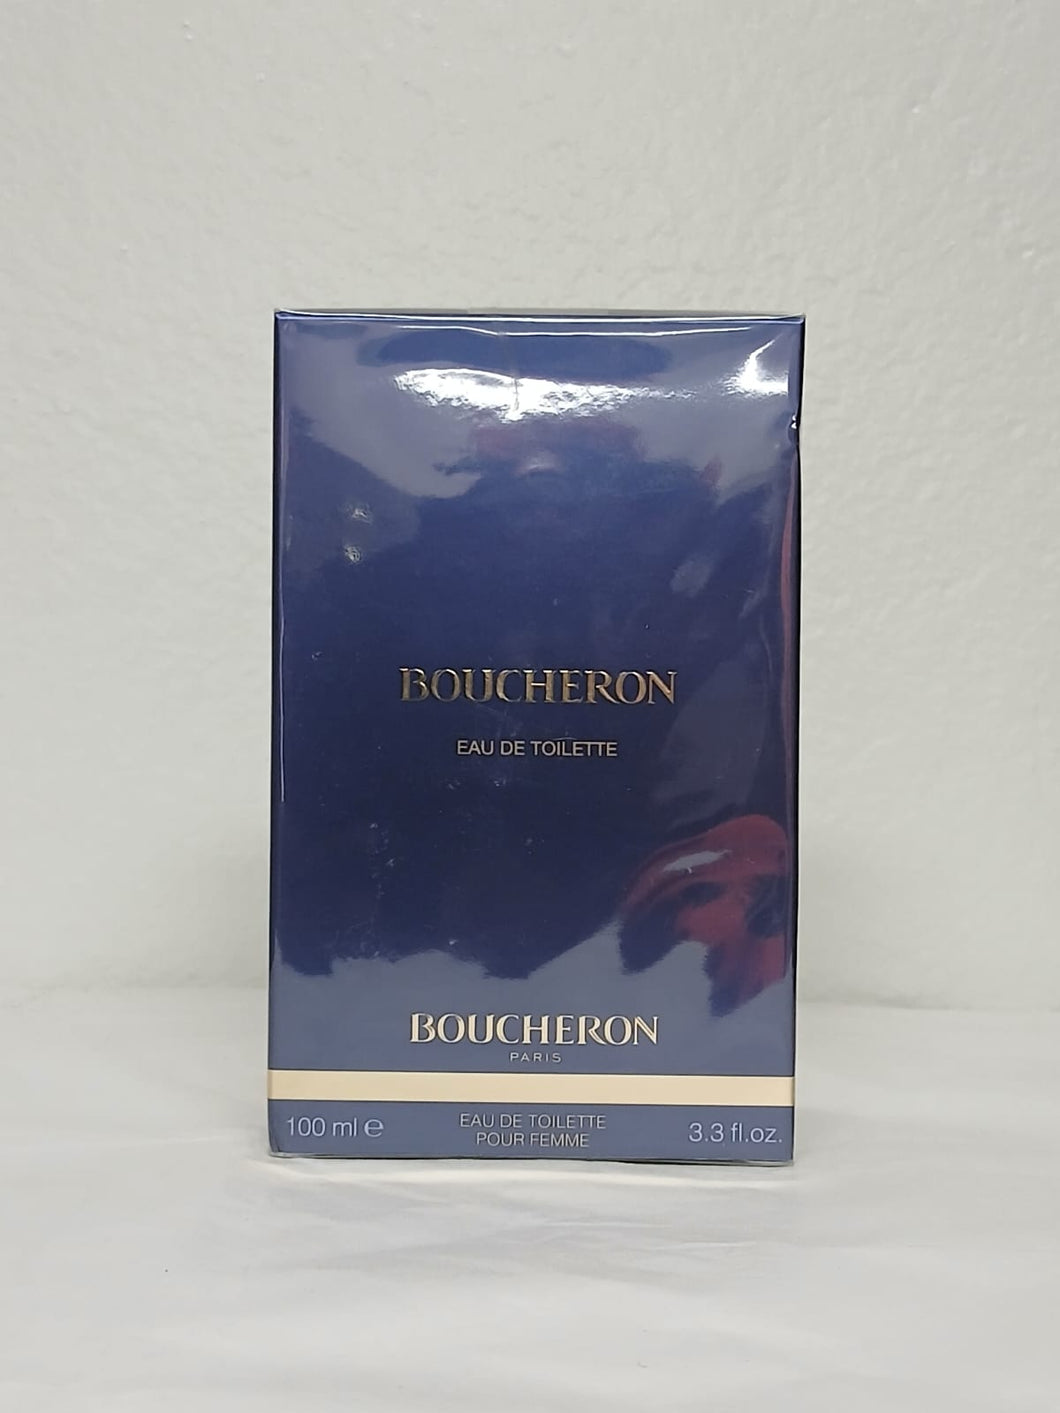 BOUCHERON
EAU DE TOILETTE
BOUCHERON
PARIS
100 ml ℮
EAU DE TOILETTE
POUR FEMME
3.3 fl.oz.